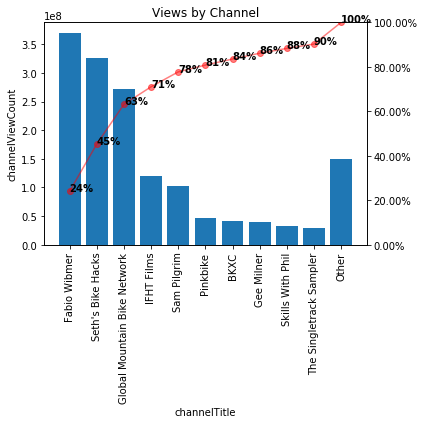 Views by Channel
1e8
channelViewCount
3.5
3.0
2.5
2.0
1.5
1.0
0.5
0.0
100.00%
80.00%
60.00%
40.00%
20.00%
0.00%
24%
45%
63%
71%
78%
81%
84%
86%
88%
90%
100%
Fabio Wibmer
Seth's Bike Hacks
Global Mountain Bike Network
IFHT Films
Sam Pilgrim
Pinkbike
BKXC
Gee Milner
Skills With Phil
The Singletrack Sampler
Other
channelTitle